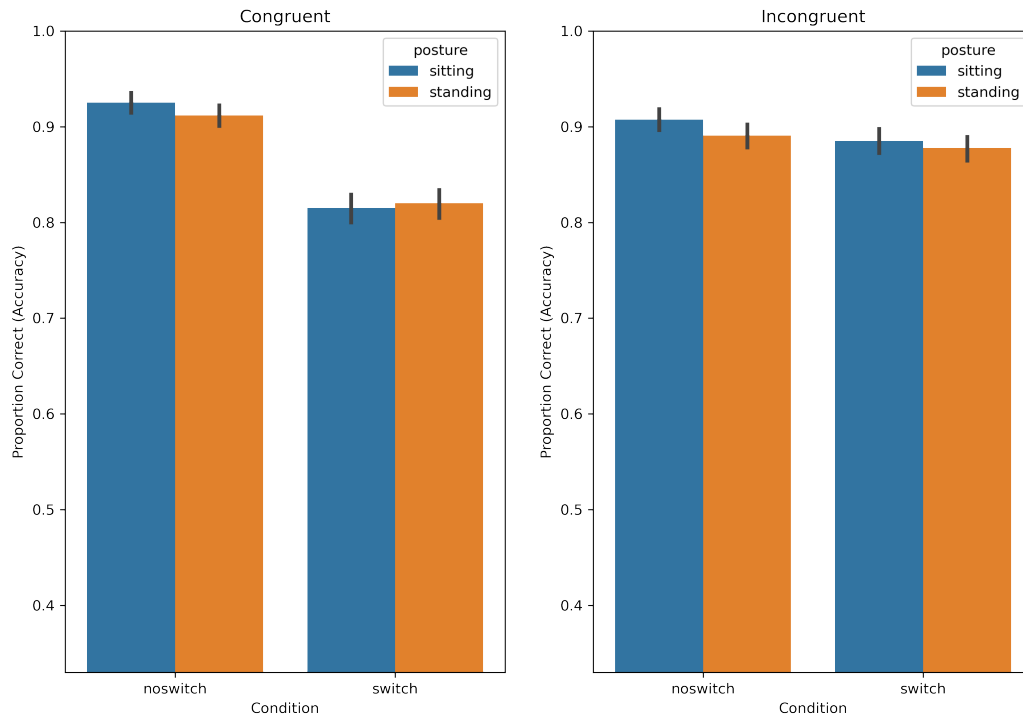 Congruent
1.0
0.9
0.8
0.7
0.6
0.5
0.4
Proportion Correct (Accuracy)
posture
sitting
standing
noswitch
switch
Condition
Incongruent
1.0
0.9
0.8
0.7
0.6
0.5
0.4
Proportion Correct (Accuracy)
posture
sitting
standing
noswitch
switch
Condition